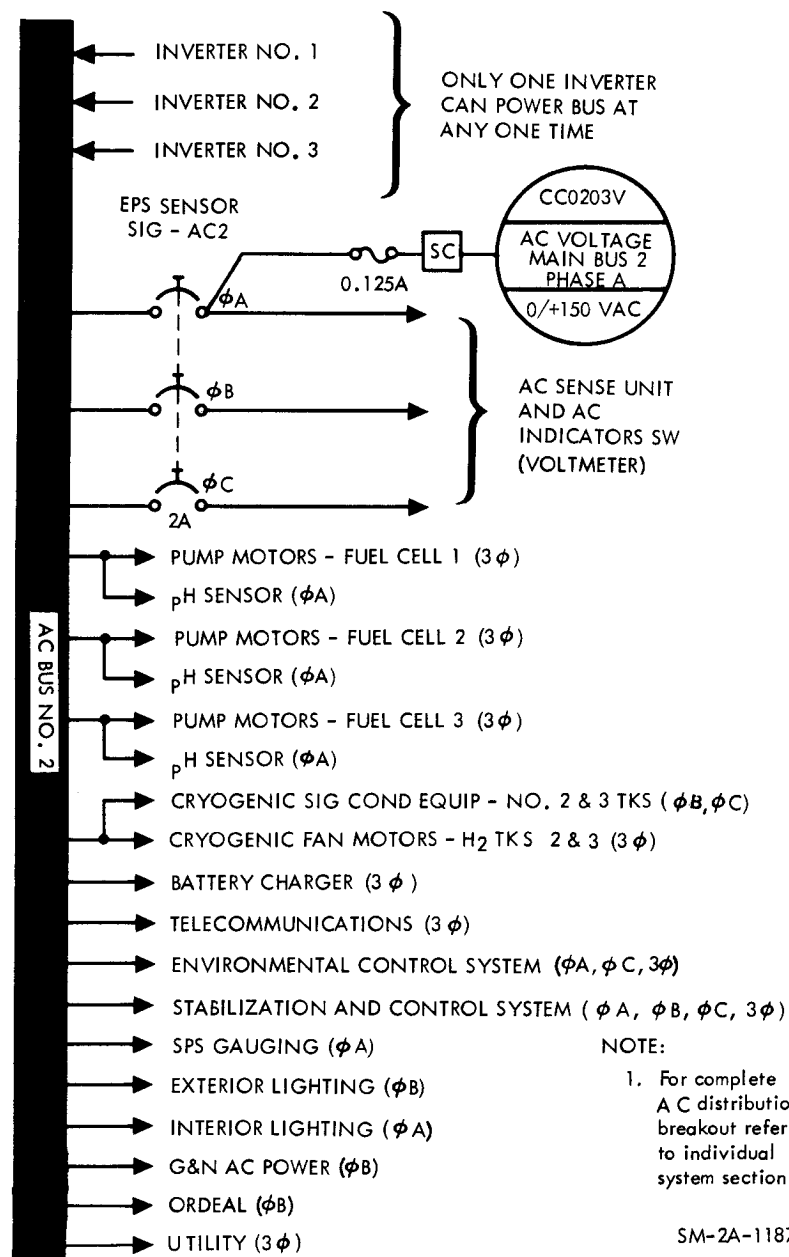 INVERTER NO. 1
INVERTER NO. 2
INVERTER NO. 3
ONLY ONE INVERTER
CAN POWER BUS AT
ANY ONE TIME
EPS SENSOR
SIG - AC2
0.125A
SC
CC0203V
AC VOLTAGE
MAIN BUS 2
PHASE A
0/+150 VAC
ϕA
ϕB
ϕC
2A
AC SENSE UNIT
AND AC
INDICATORS SW
(VOLTMETER)
AC BUS NO. 2
PUMP MOTORS - FUEL CELL 1 (3ϕ)
pH SENSOR (ϕA)
PUMP MOTORS - FUEL CELL 2 (3ϕ)
pH SENSOR (ϕA)
PUMP MOTORS - FUEL CELL 3 (3ϕ)
pH SENSOR (ϕA)
CRYOGENIC SIG COND EQUIP - NO. 2 & 3 TKS (ϕB,ϕC)
CRYOGENIC FAN MOTORS - H2 TKS 2 & 3 (3ϕ)
BATTERY CHARGER (3ϕ)
TELECOMMUNICATIONS (3ϕ)
ENVIRONMENTAL CONTROL SYSTEM (ϕA, ϕC, 3ϕ)
STABILIZATION AND CONTROL SYSTEM (ϕA, ϕB, ϕC, 3ϕ)
SPS GAUGING (ϕA)
EXTERIOR LIGHTING (ϕB)
INTERIOR LIGHTING (ϕA)
G&N AC POWER (ϕB)
ORDEAL (ϕB)
UTILITY (3ϕ)
NOTE:
1. For complete
A C distributio
breakout refer
to individual
system section
SM-2A-1187